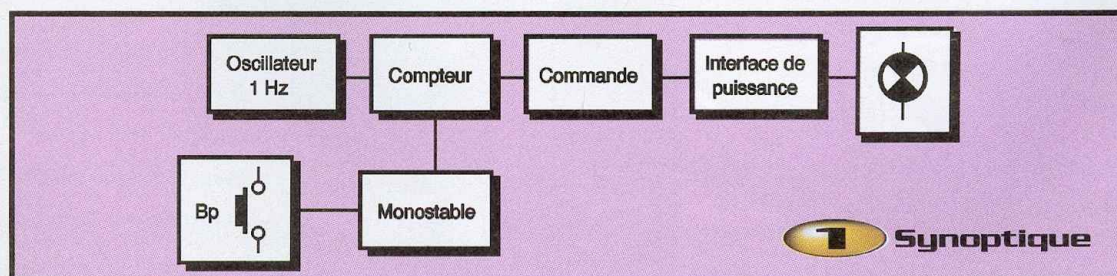 Oscillateur
1 Hz
Compteur
Commande
Interface de
puissance
Bp
Monostable
1 Synoptique